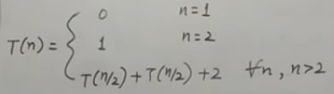 0 n=1
T(n) = { 1 n=2
T(n/2) + T(n/2) + 2 ∀n, n>2